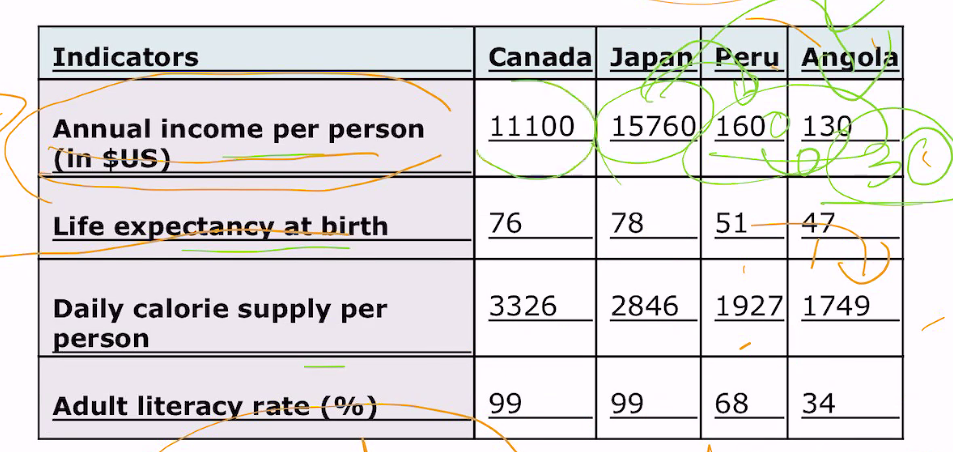 Indicators Canada Japan Peru Angola
Annual income per person
(in $US) 11100 15760 160 130
Life expectancy at birth 76 78 51 47
Daily calorie supply per
person 3326 2846 1927 1749
Adult literacy rate (%) 99 99 68 34